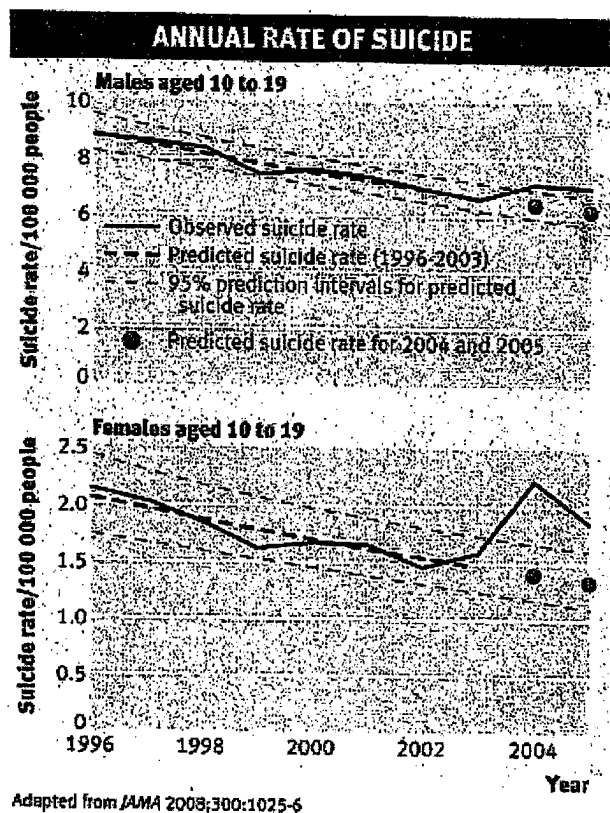 ANNUAL RATE OF SUICIDE
Males aged 10 to 19
Suicide rate/100 000 people
10
8
6
4
2
0
Observed suicide rate
Predicted suicide rate (1996-2003)
95% prediction intervals for predicted
suicide rate
Predicted suicide rate for 2004 and 2005
Females aged 10 to 19
Suicide rate/100 000 people
2.5
2.0
1.5
1.0
0.5
0
1996
1998
2000
2002
2004
Year
Adapted from JAMA 2008;300:1025-6